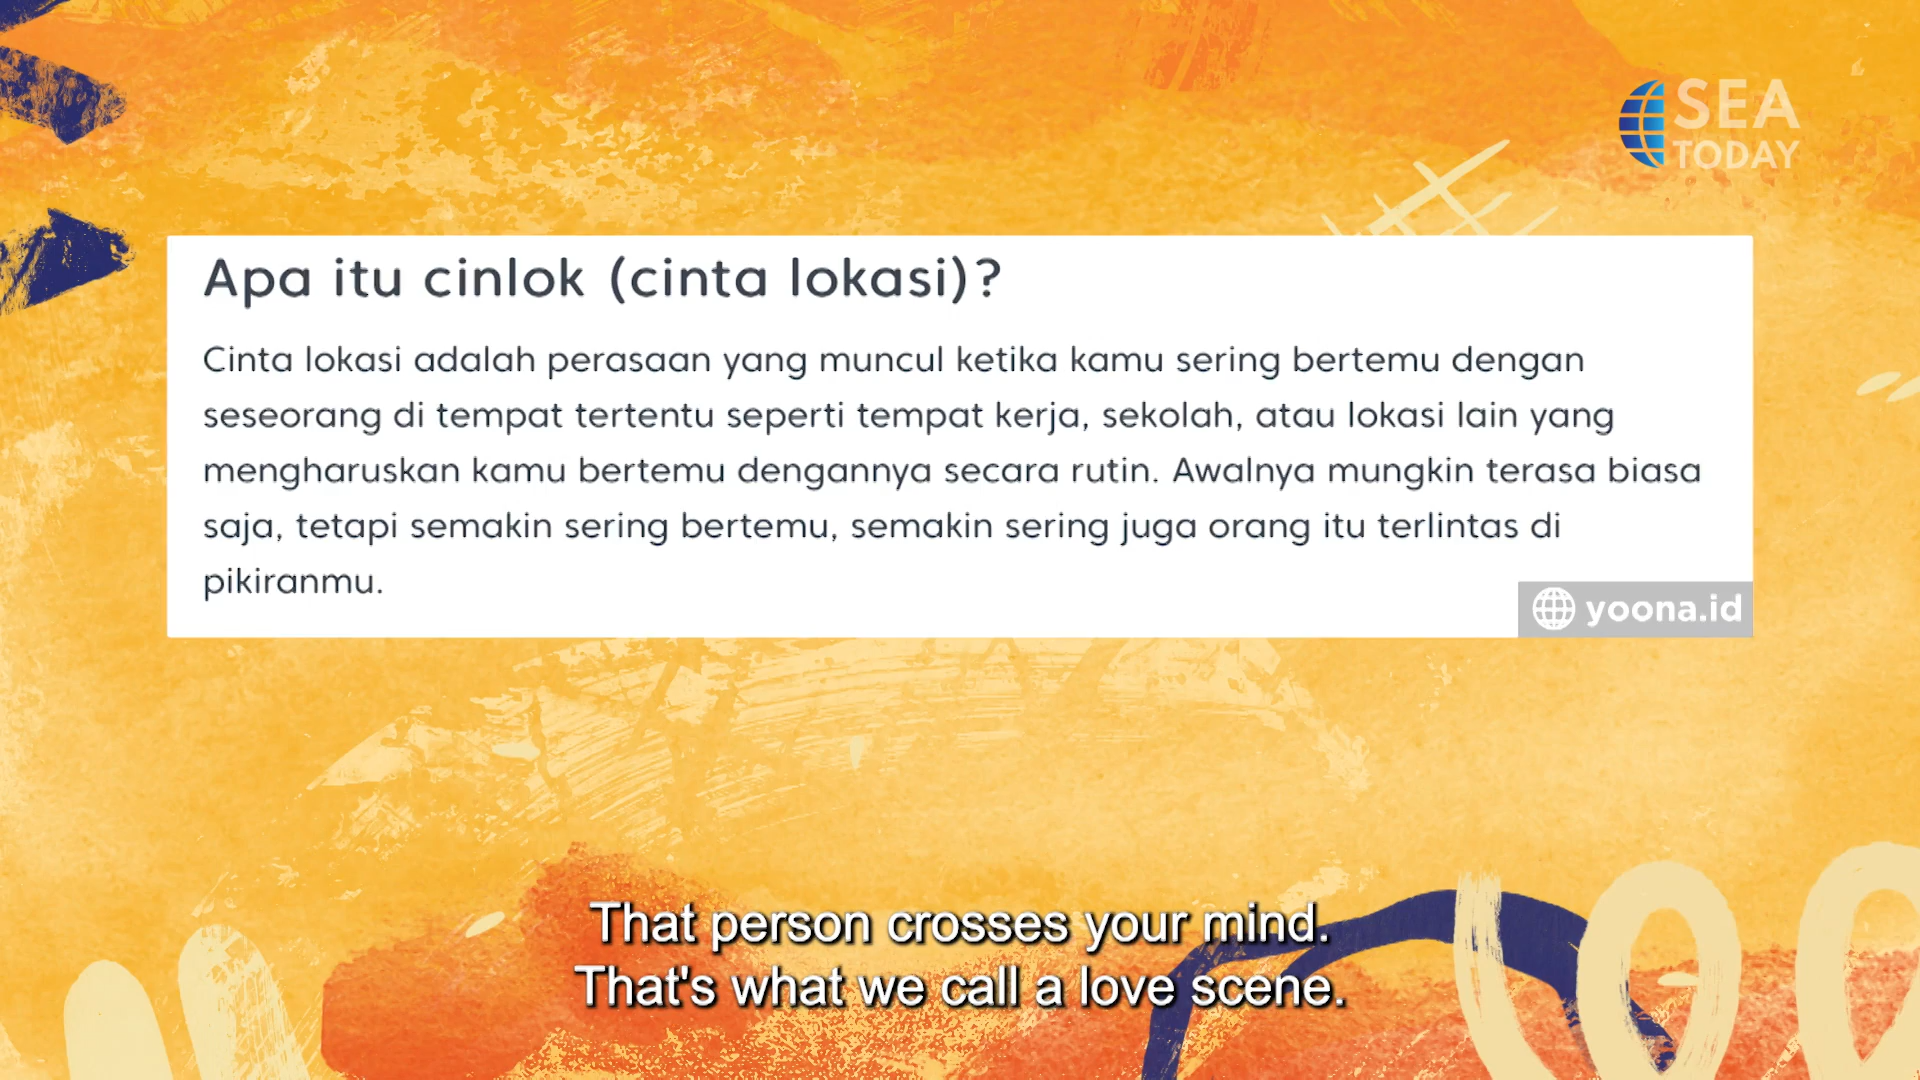 SEA
TODAY
Apa itu cinlok (cinta lokasi)?
Cinta lokasi adalah perasaan yang muncul ketika kamu sering bertemu dengan
seseorang di tempat tertentu seperti tempat kerja, sekolah, atau lokasi lain yang
mengharuskan kamu bertemu dengannya secara rutin. Awalnya mungkin terasa biasa
saja, tetapi semakin sering bertemu, semakin sering juga orang itu terlintas di
pikiranmu.
yoona.id
That person crosses your mind.
That's what we call a love scene.